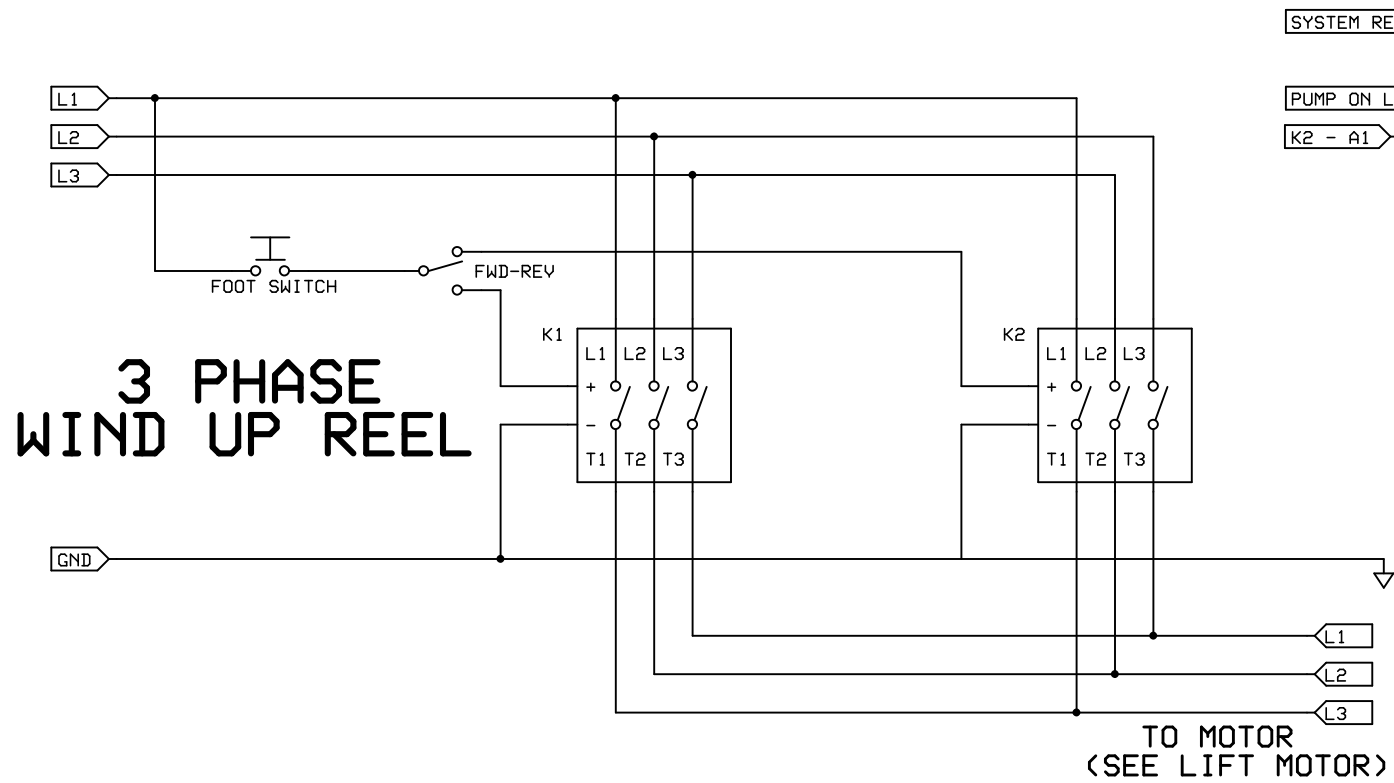 SYSTEM RE
L1
PUMP ON L
L2
K2 - A1
L3
FWD-REV
FOOT SWITCH
K1
K2
L1 L2 L3
L1 L2 L3
3 PHASE
WIND UP REEL
+
+
-
-
T1 T2 T3
T1 T2 T3
GND
L1
L2
L3
TO MOTOR
(SEE LIFT MOTOR)